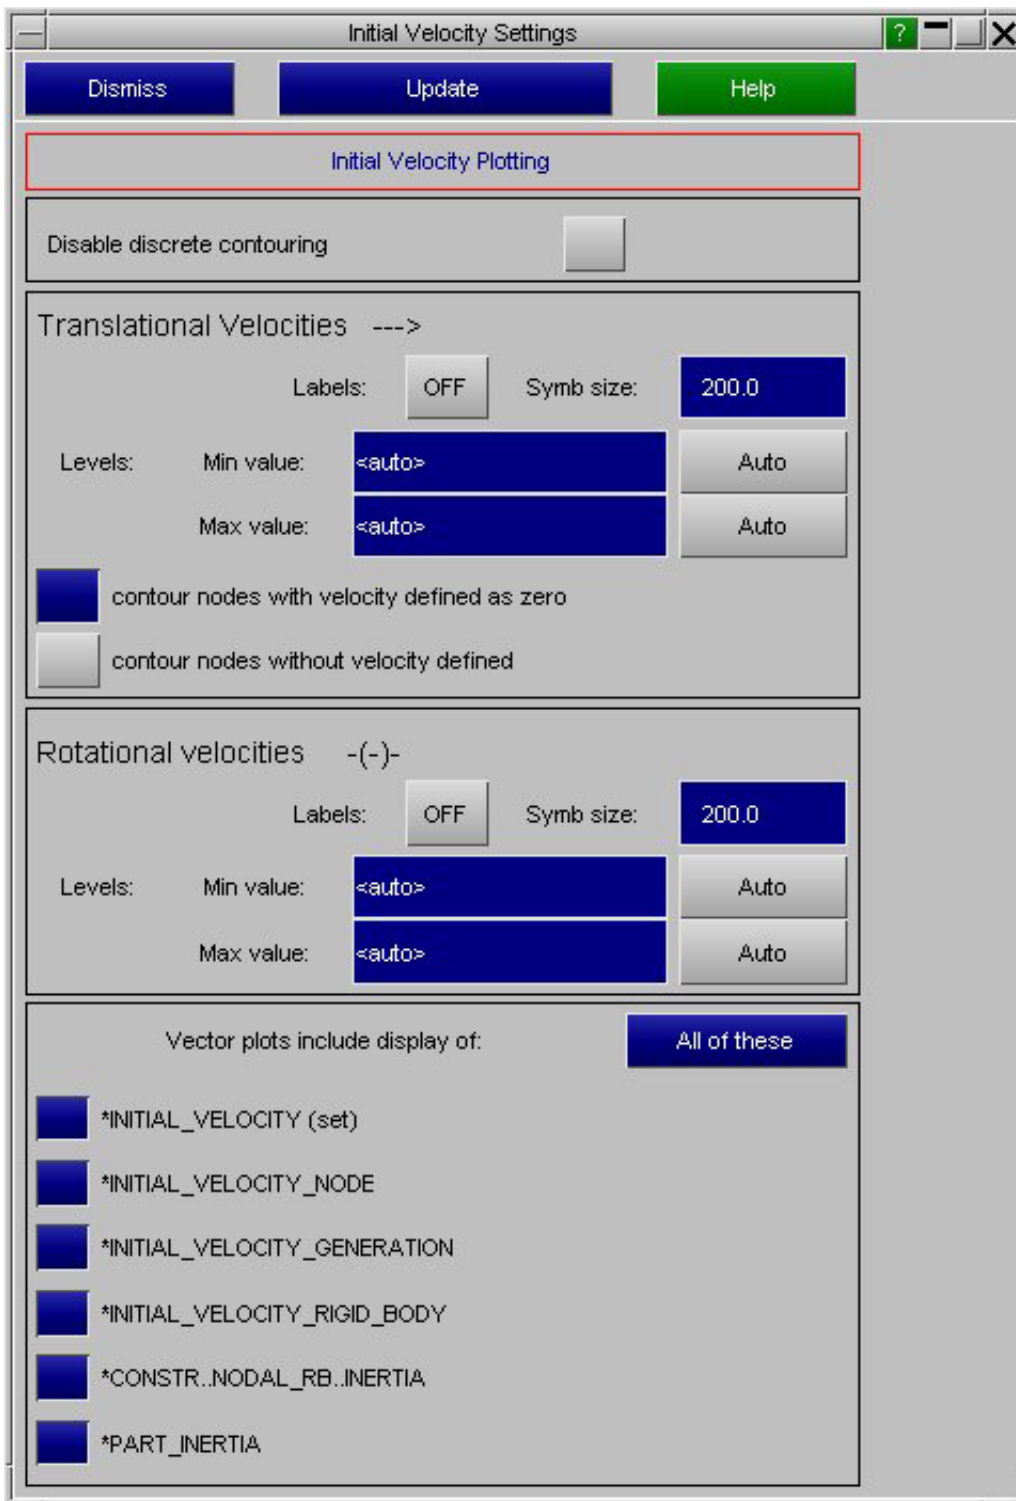 Initial Velocity Settings ?
Dismiss Update Help
Initial Velocity Plotting
Disable discrete contouring
Translational Velocities --->
Labels: OFF Symb size: 200.0
Levels: Min value: <auto> Auto
Max value: <auto> Auto
contour nodes with velocity defined as zero
contour nodes without velocity defined
Rotational velocities -(-)-
Labels: OFF Symb size: 200.0
Levels: Min value: <auto> Auto
Max value: <auto> Auto
Vector plots include display of: All of these
*INITIAL_VELOCITY (set)
*INITIAL_VELOCITY_NODE
*INITIAL_VELOCITY_GENERATION
*INITIAL_VELOCITY_RIGID_BODY
*CONSTR..NODAL_RB..INERTIA
*PART_INERTIA